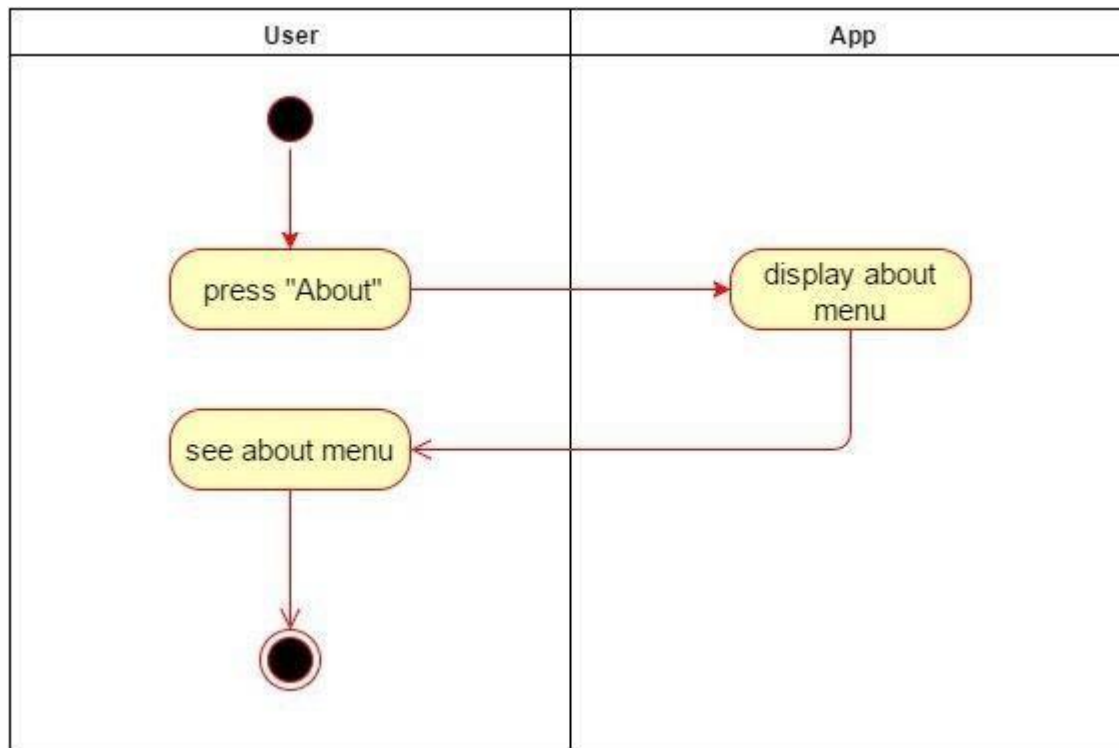 User
App
press "About"
display about
menu
see about menu